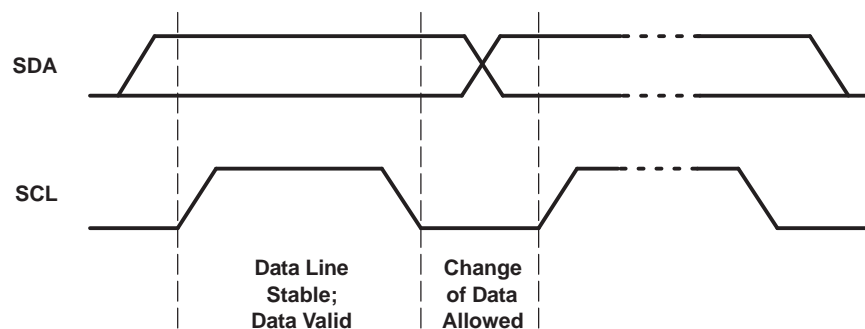 SDA
SCL
Data Line
Stable;
Data Valid
Change
of Data
Allowed